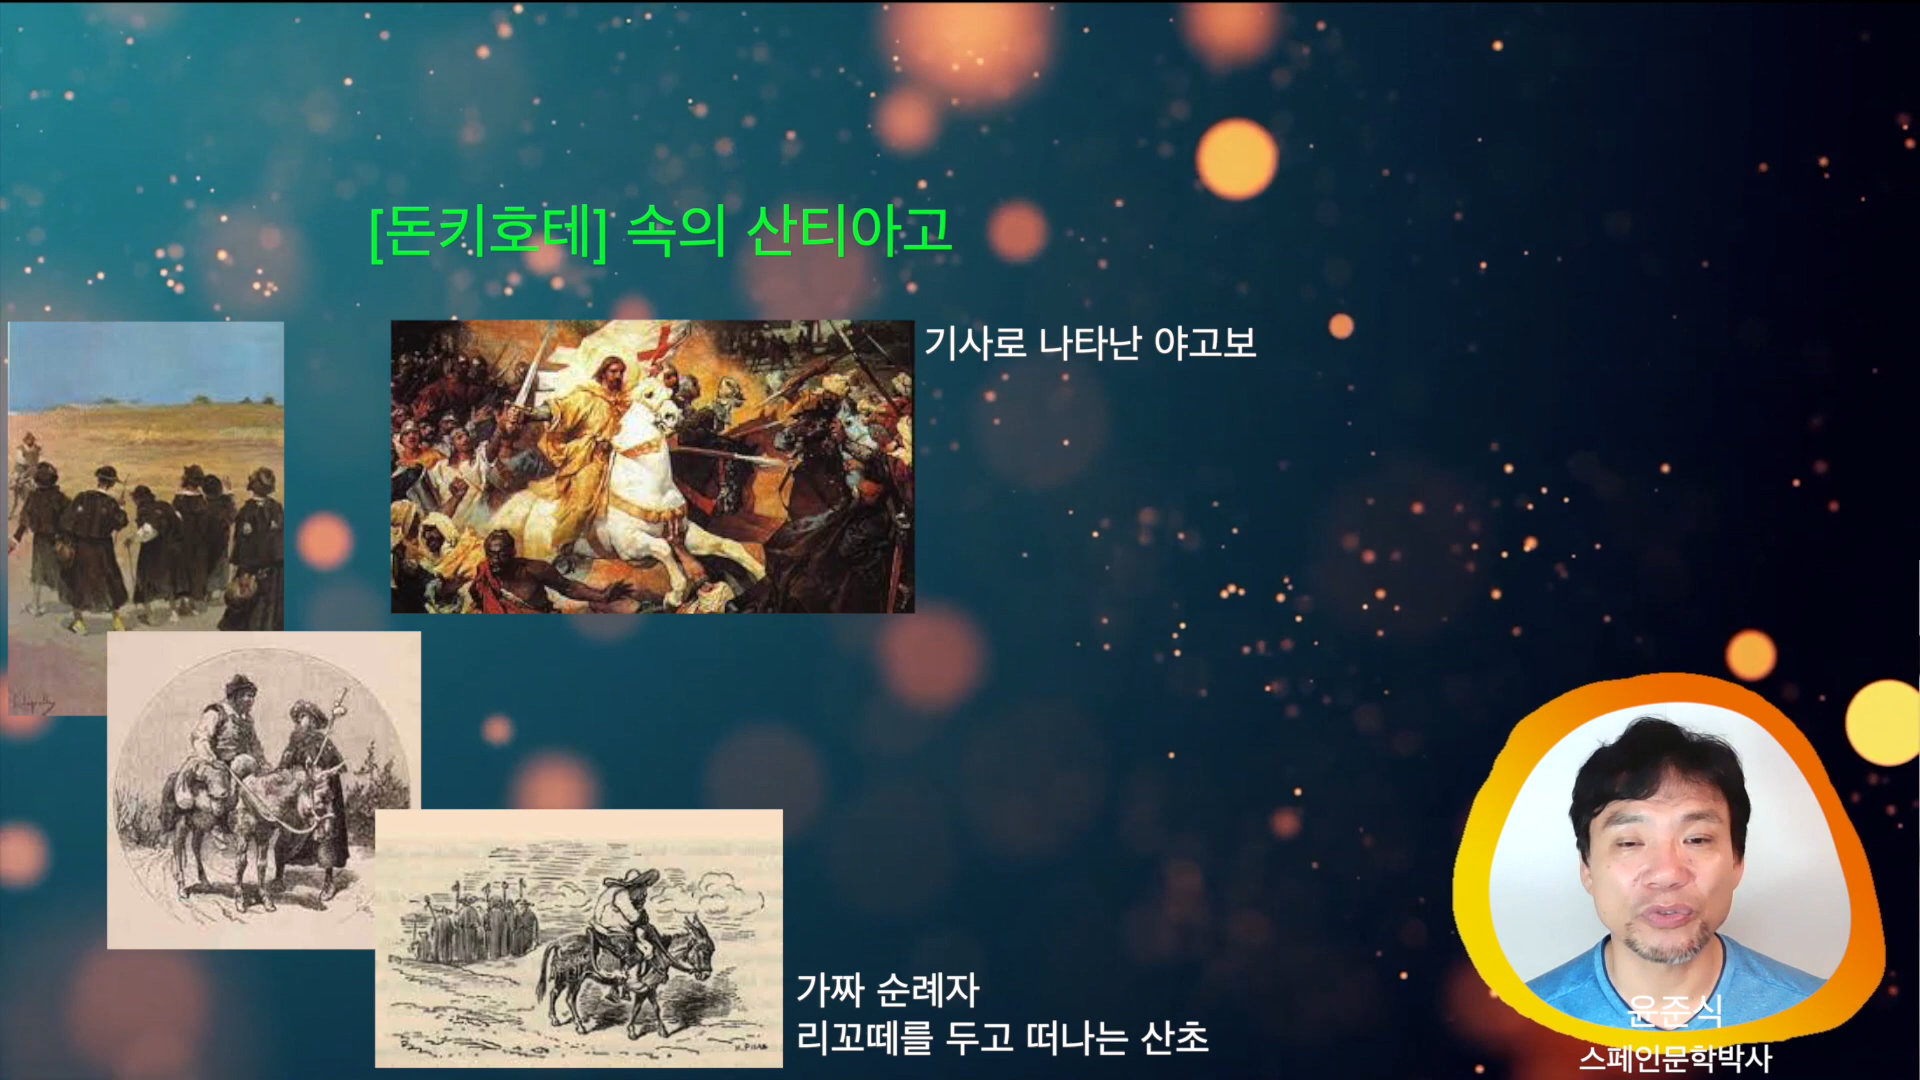 [돈키호테] 속의 산티아고
기사로 나타난 야고보
가짜 순례자
리꼬떼를 두고 떠나는 산초
윤준식
스페인문학박사